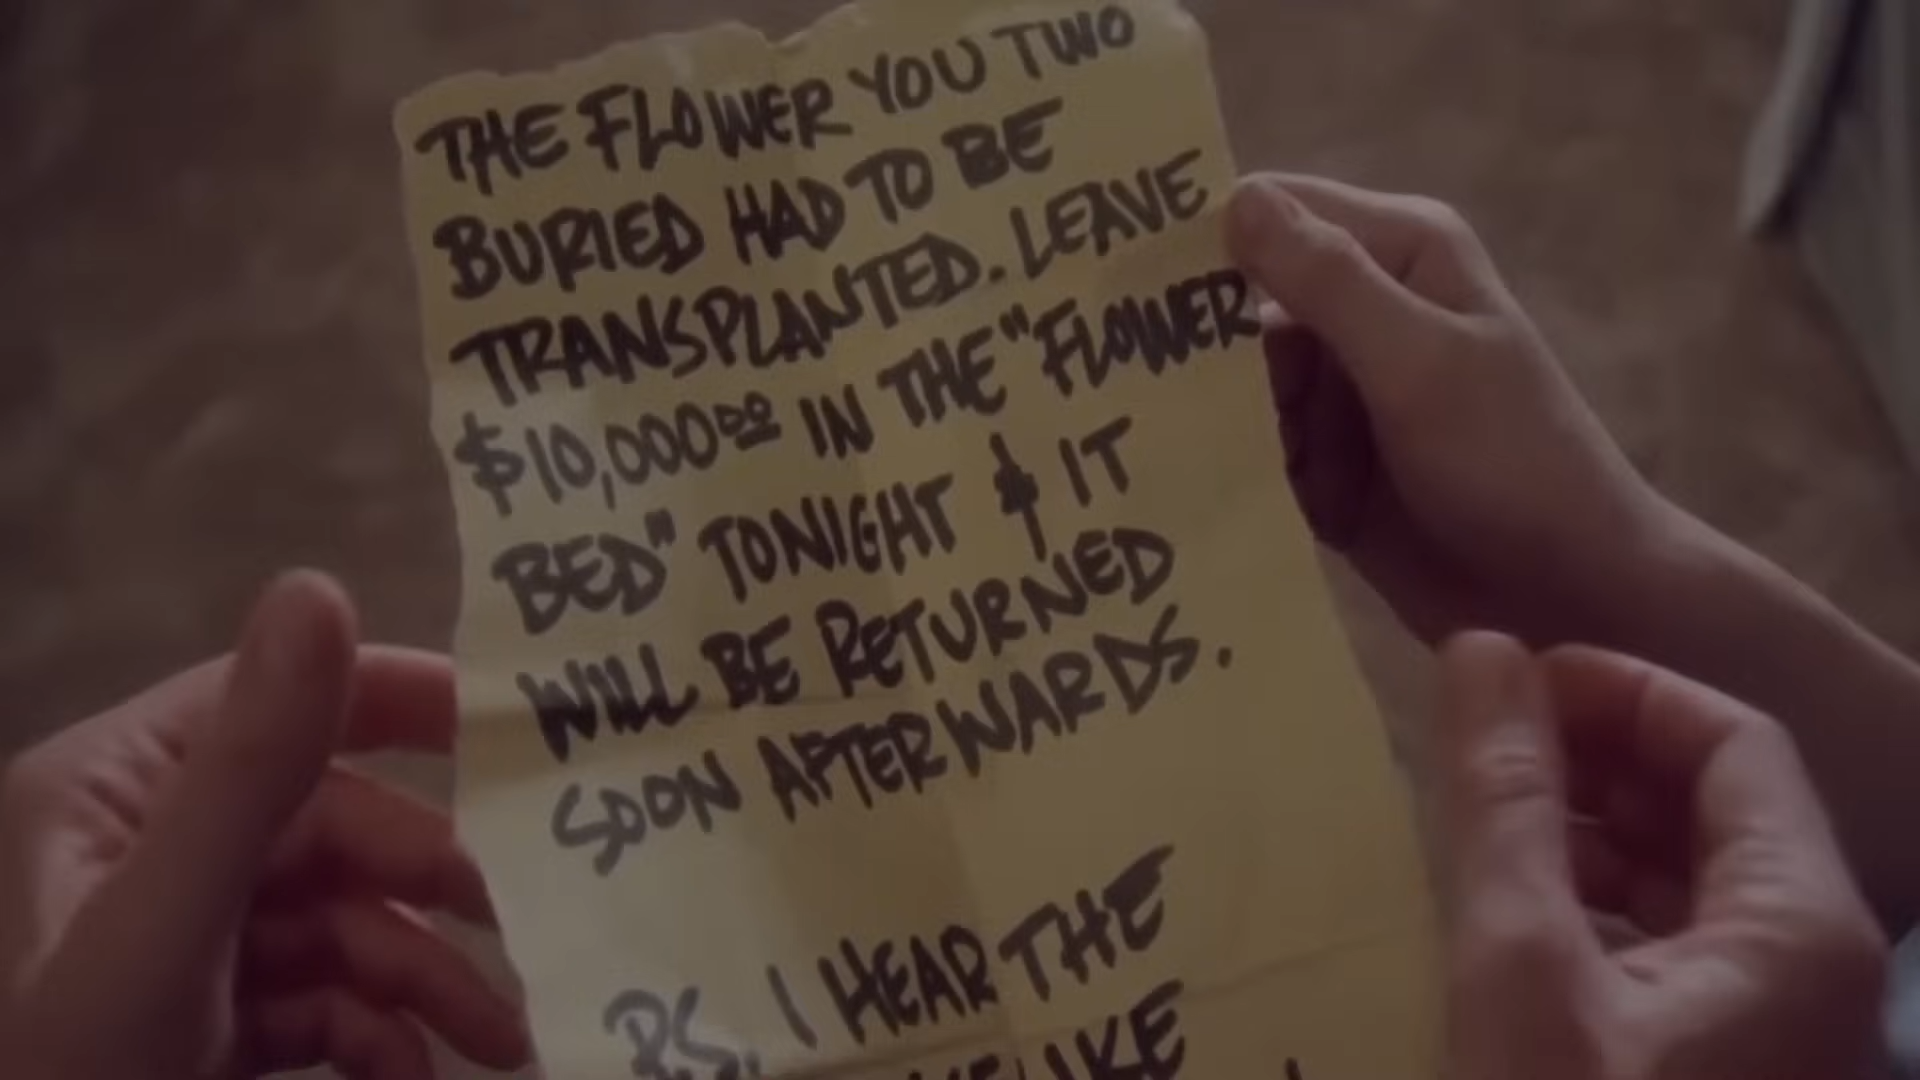 THE FLOWER YOU TWO
BURIED HAD TO BE
TRANSPLANTED. LEAVE
$10,000.00 IN THE "FLOWER
BED" TONIGHT & IT
WILL BE RETURNED
SOON AFTERWARDS.
P.S. I HEAR THE
LIKE